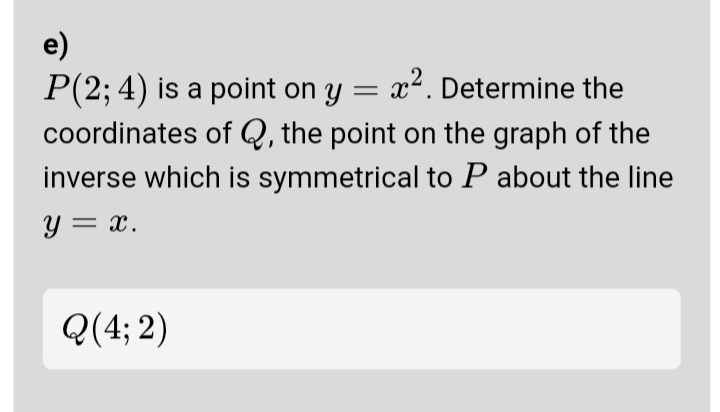 e)
P(2; 4) is a point on y = x². Determine the
coordinates of Q, the point on the graph of the
inverse which is symmetrical to P about the line
y = x.
Q(4; 2)